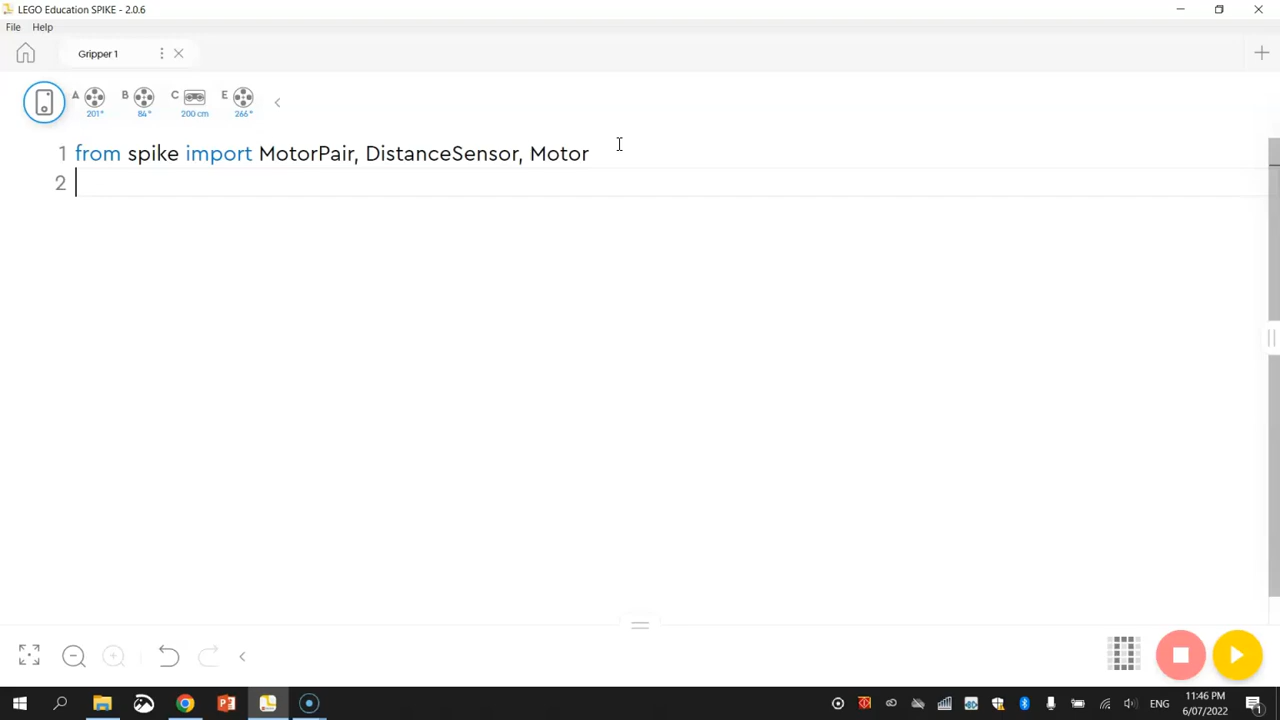 LEGO Education SPIKE - 2.0.6
File Help
Gripper 1
A B C E
201° 84° 200 cm 266°
1 from spike import MotorPair, DistanceSensor, Motor
2
ENG
11:46 PM
6/07/2022
1